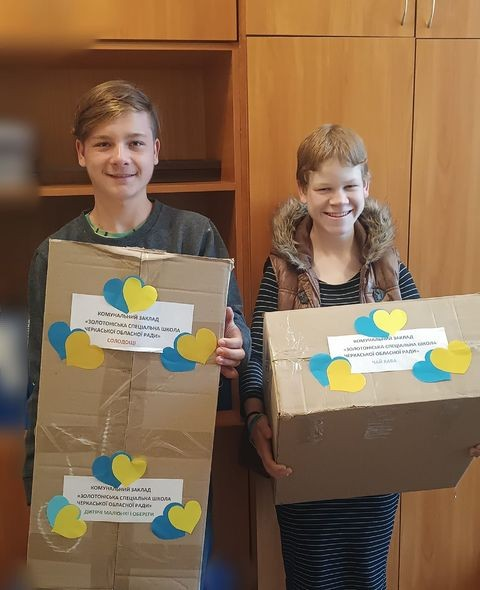 КОМУНАЛЬНИЙ ЗАКЛАД
«ЗОЛОТОНІСЬКА СПЕЦІАЛЬНА ШКОЛА
ЧЕРКАСЬКОЇ ОБЛАСНОЇ РАДИ»
СОЛОДОЩІ
КОМУНАЛЬНИЙ ЗАКЛАД
«ЗОЛОТОНІСЬКА СПЕЦІАЛЬНА ШКОЛА
ЧЕРКАСЬКОЇ ОБЛАСНОЇ РАДИ»
ДИТЯЧІ МАЛЮНКИ І ОБЕРЕГИ
КОМУНАЛЬНИЙ ЗАКЛАД
«ЗОЛОТОНІСЬКА СПЕЦІАЛЬНА ШКОЛА
ЧЕРКАСЬКОЇ ОБЛАСНОЇ РАДИ»
ЧАЙ КАВА